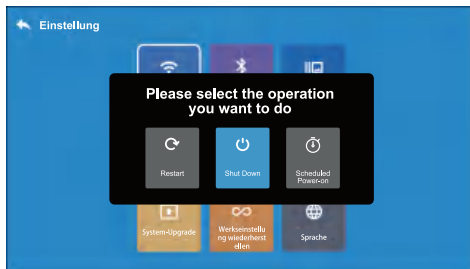 Einstellung
Please select the operation
you want to do
Restart
Shut Down
Scheduled
Power-on
System-Upgrade
Werkseinstellu
ng wiederherst
ellen
Sprache